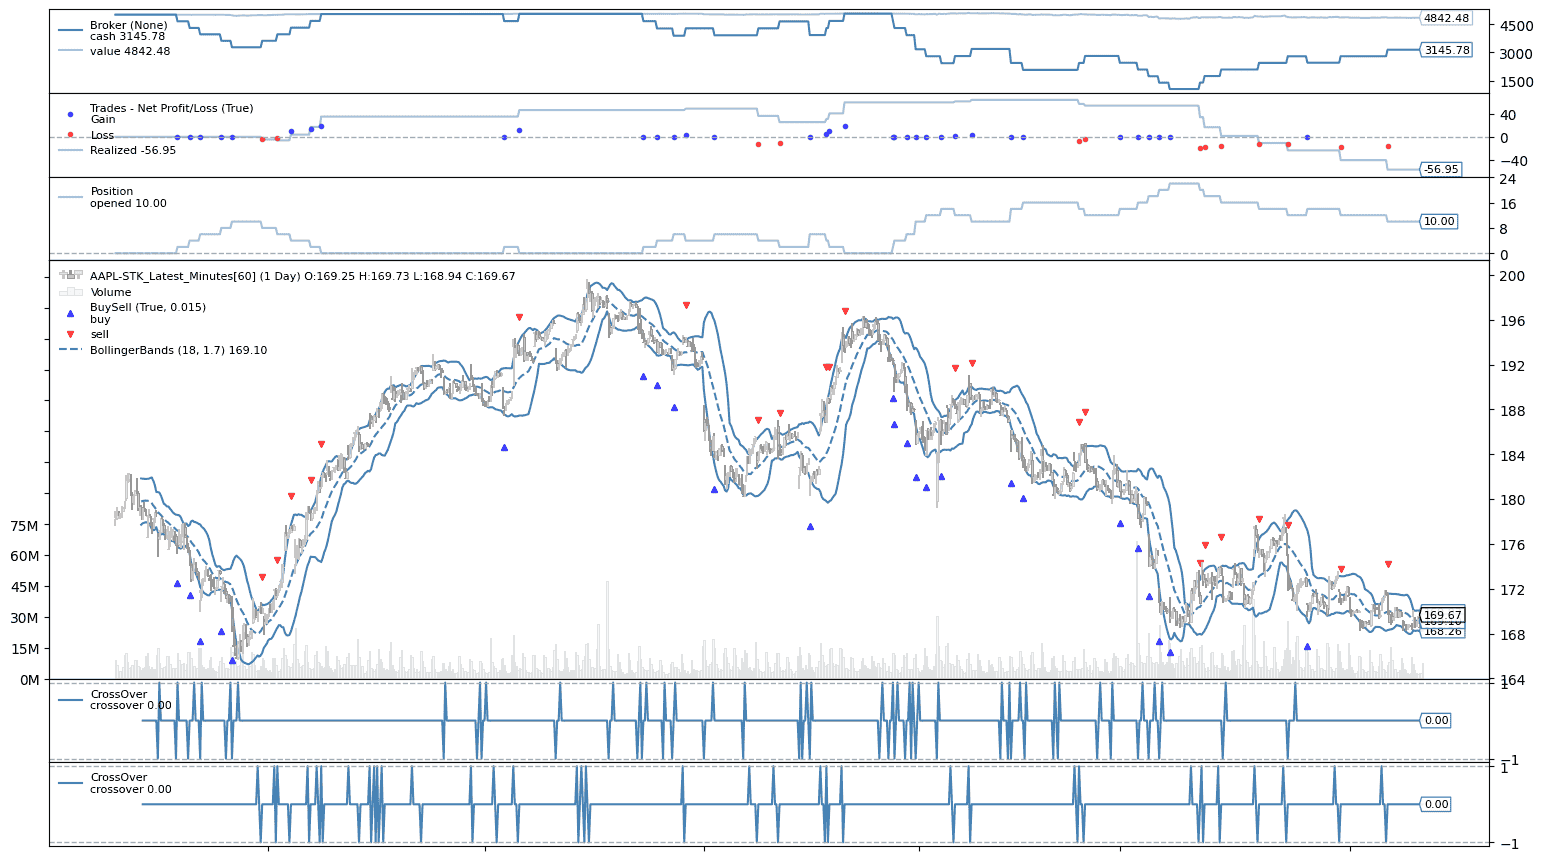 Broker (None)
cash 3145.78
value 4842.48
4842.48
4500
3145.78
3000
1500
Trades - Net Profit/Loss (True)
Gain
Loss
Realized -56.95
40
0
−40
-56.95
Position
opened 10.00
24
16
10.00
8
0
AAPL-STK_Latest_Minutes[60] (1 Day) O:169.25 H:169.73 L:168.94 C:169.67
Volume
BuySell (True, 0.015)
buy
sell
BollingerBands (18, 1.7) 169.10
200
196
192
188
184
180
176
172
169.67
168.26
168
164
75M
60M
45M
30M
15M
0M
CrossOver
crossover 0.00
1
0.00
−1
CrossOver
crossover 0.00
1
0.00
−1